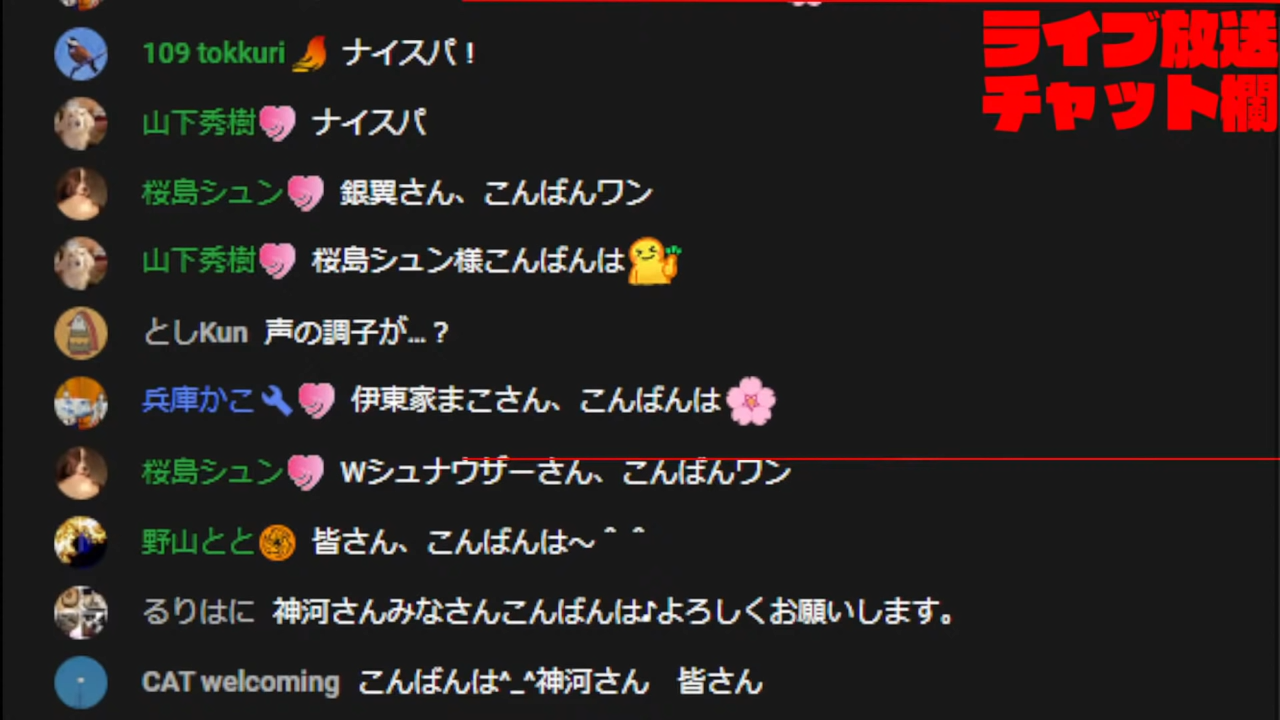 ライブ放送
チャット欄
109 tokkuri ナイスパ！
山下秀樹 ナイスパ
桜島シュン 銀翼さん、こんばんワン
山下秀樹 桜島シュン様こんばんは
としKun 声の調子が...？
兵庫かこ 伊東家まこさん、こんばんは
桜島シュン Wシュナウザーさん、こんばんワン
野山とと 皆さん、こんばんは～＾＾
るりはに 神河さんみなさんこんばんは♪よろしくお願いします。
CAT welcoming こんばんは^_^神河さん　皆さん